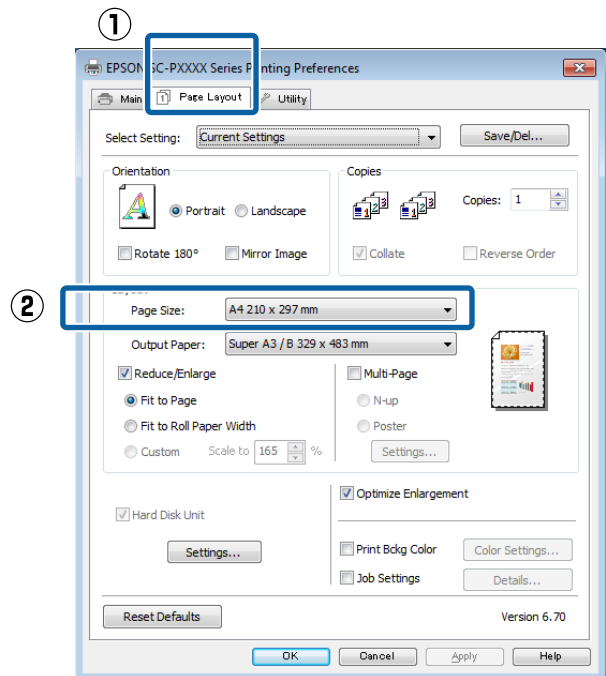 ①
EPSON SC-PXXXX Series Printing Preferences
Main Page Layout Utility
Select Setting: Current Settings Save/Del...
Orientation Copies
Portrait Landscape Copies: 1
Rotate 180° Mirror Image Collate Reverse Order
②
Page Size: A4 210 x 297 mm
Output Paper: Super A3 / B 329 x 483 mm
Reduce/Enlarge Multi-Page
Fit to Page N-up
Fit to Roll Paper Width Poster
Custom Scale to 165 % Settings...
Optimize Enlargement
Hard Disk Unit
Settings... Print Bckg Color Color Settings...
Job Settings Details...
Reset Defaults Version 6.70
OK Cancel Apply Help